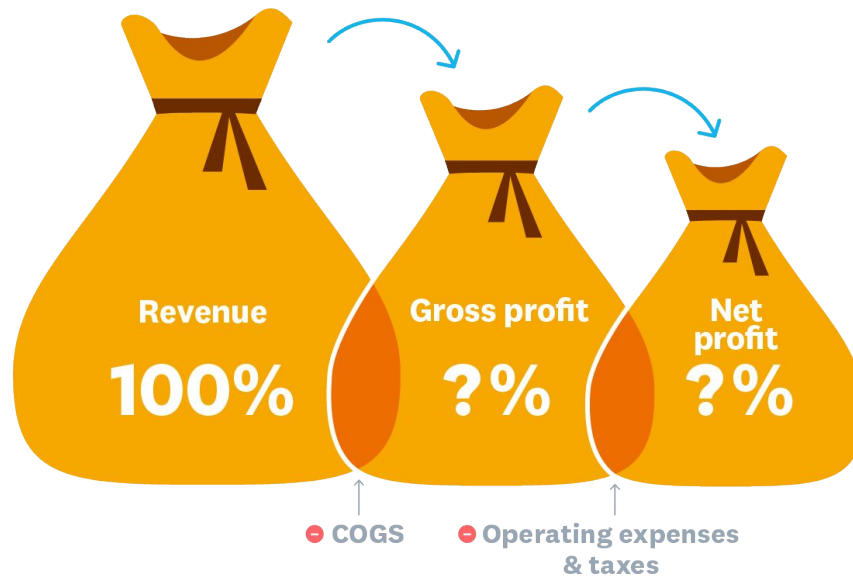 Revenue
100%
Gross profit
?%
Net
profit
?%
COGS
Operating expenses
& taxes